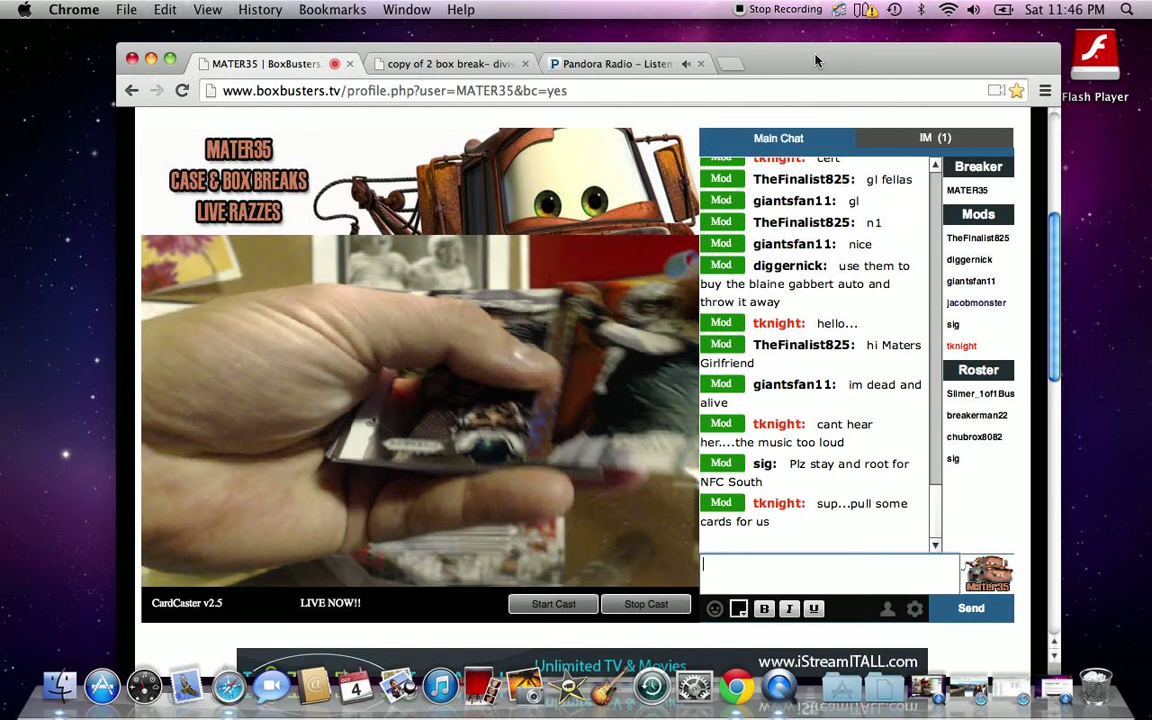 Chrome File Edit View History Bookmarks Window Help Stop Recording Sat 11:46 PM
MATER35 | BoxBusters. copy of 2 box break- divis Pandora Radio - Listen
www.boxbusters.tv/profile.php?user=MATER35&bc=yes
Flash Player
MATER35
CASE & BOX BREAKS
LIVE RAZZES
Main Chat IM (1)
Mod tknight: celt
Mod TheFinalist825: gl fellas
Mod giantsfan11: gl
Mod TheFinalist825: n1
Mod giantsfan11: nice
Mod diggernick: use them to
buy the blaine gabbert auto and
throw it away
Mod tknight: hello...
Mod TheFinalist825: hi Maters
Girlfriend
Mod giantsfan11: im dead and
alive
Mod tknight: cant hear
her....the music too loud
Mod sig: Plz stay and root for
NFC South
Mod tknight: sup...pull some
cards for us
Breaker
MATER35
Mods
TheFinalist825
diggernick
giantsfan11
jacobmonster
sig
tknight
Roster
Slimer_1of1Bus
breakerman22
chubrox8082
sig
Mater35
CardCaster v2.5 LIVE NOW!! Start Cast Stop Cast
B I U Send
Unlimited TV & Movies www.iStreamITALL.com
OCT
4